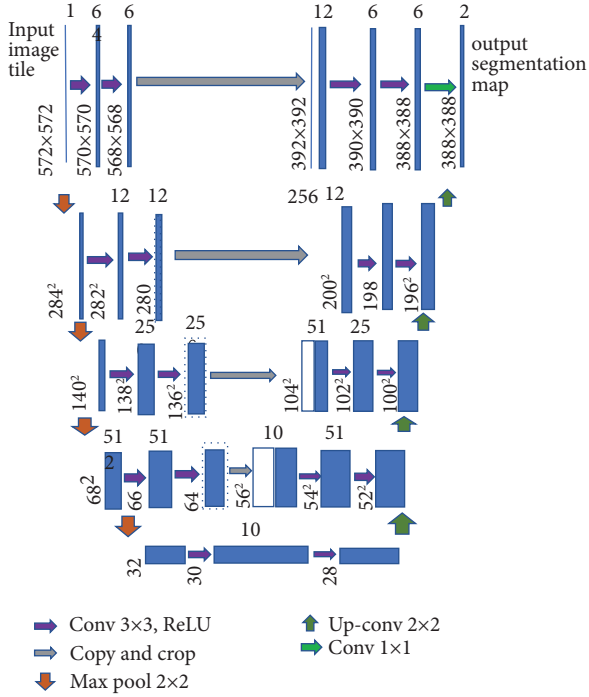 1 6 6 12 6 6 2
4
Input
image
tile
output
segmentation
map
572×572 570×570 568×568 392×392 390×390 388×388 388×388
12 12 256 12
284² 282² 280 200² 198 196²
25 25 51 25
140² 138² 136² 104² 102² 100²
51 51 10 51
2
68² 66 64 56² 54² 52²
10
32 30 28
Conv 3×3, ReLU
Copy and crop
Max pool 2×2
Up-conv 2×2
Conv 1×1